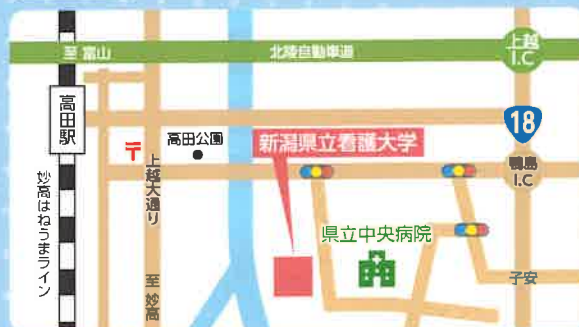 至 富山
北陸自動車道
上越
I.C
高田駅
〒
高田公園
新潟県立看護大学
18
鴨島
I.C
上越大通り
妙高はねうまライン
県立中央病院
至 妙高
子安